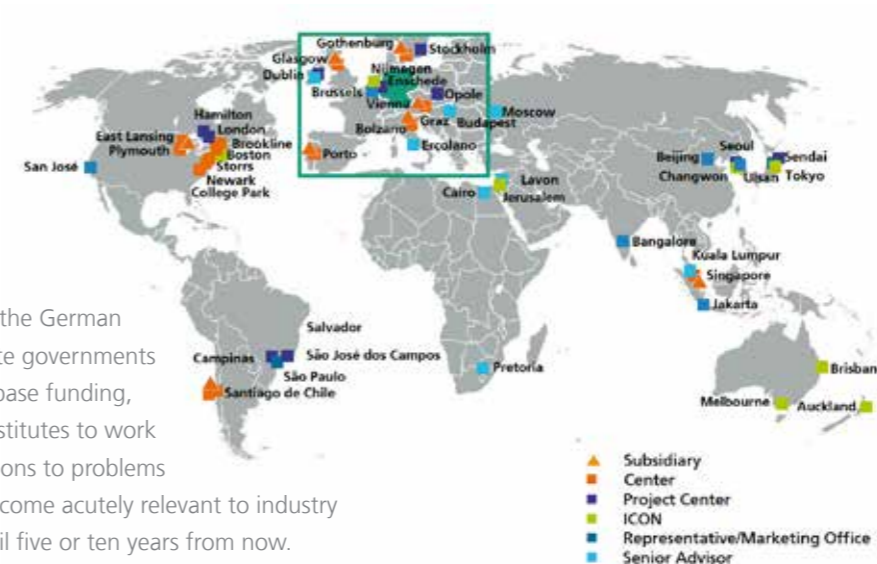 Gothenburg
Stockholm
Glasgow
Nijmegen
Dublin
Enschede
Brussels
Opole
Vienna
Moscow
Graz
Budapest
Bolzano
Ercolano
Porto
Hamilton
London
East Lansing
Brookline
Plymouth
Boston
San José
Storrs
Newark
College Park
Seoul
Beijing
Sendai
Changwon
Ulsan
Tokyo
Lavon
Cairo
Jerusalem
Bangalore
Kuala Lumpur
Singapore
Jakarta
Salvador
Campinas
São José dos Campos
São Paulo
Santiago de Chile
Pretoria
Brisban
Melbourne
Auckland
the German
te governments
base funding,
stitutes to work
ions to problems
come acutely relevant to industry
il five or ten years from now.
Subsidiary
Center
Project Center
ICON
Representative/Marketing Office
Senior Advisor